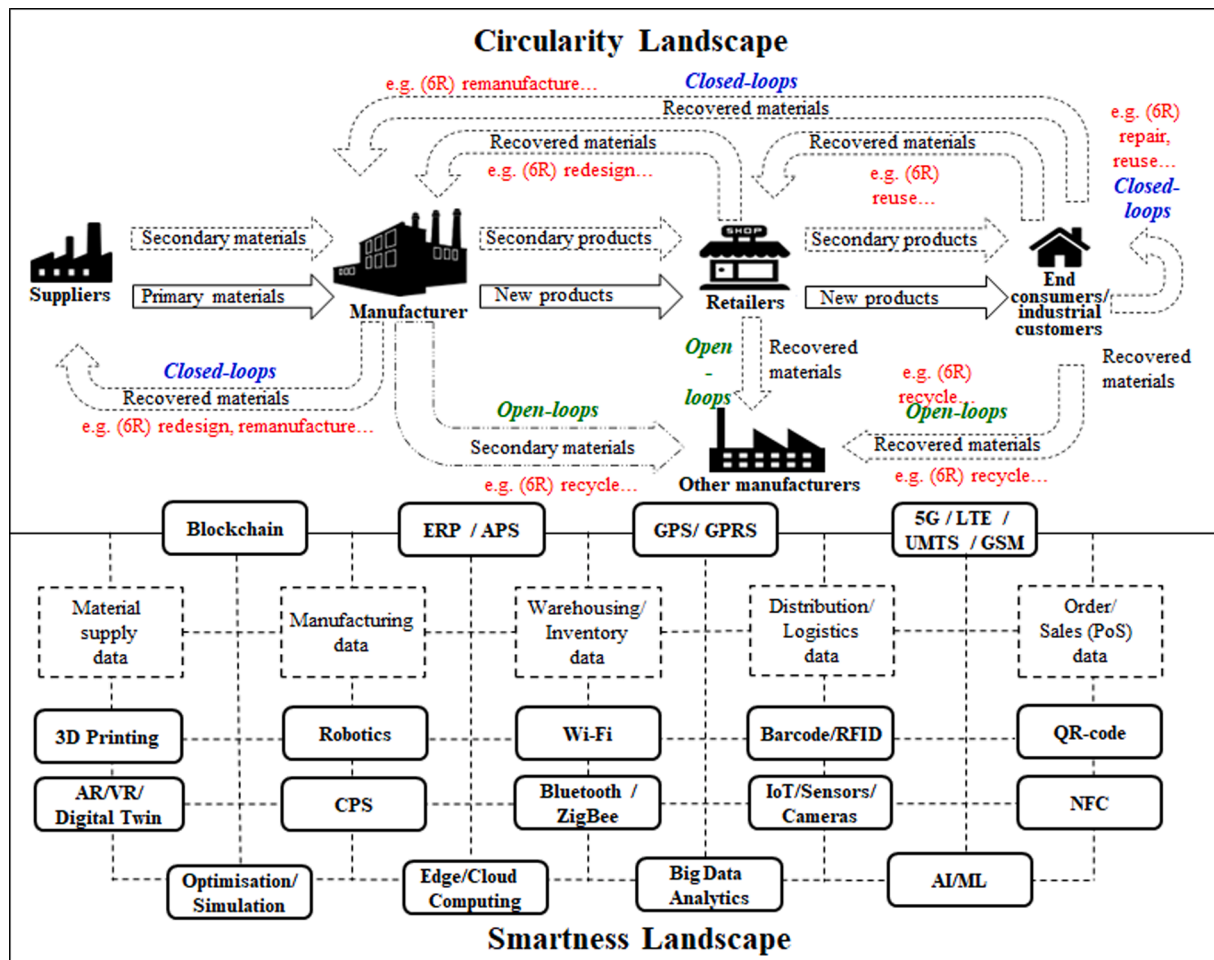 Circularity Landscape
Closed-loops
e.g. (6R) remanufacture…
Recovered materials
e.g. (6R)
repair,
reuse…
Closed-
loops
Recovered materials
e.g. (6R) redesign…
Recovered materials
e.g. (6R)
reuse…
SHOP
Secondary materials
Secondary products
Secondary products
Suppliers
Primary materials
Manufacturer
New products
Retailers
New products
End
consumers/
industrial
customers
Closed-loops
Recovered materials
e.g. (6R) redesign, remanufacture…
Open-loops
Secondary materials
e.g. (6R) recycle…
Open
-
loops
Recovered
materials
e.g. (6R)
recycle…
Open-loops
Recovered materials
e.g. (6R) recycle…
Recovered
materials
Other manufacturers
Blockchain
ERP / APS
GPS/ GPRS
5G / LTE /
UMTS / GSM
Material
supply
data
Manufacturing
data
Warehousing/
Inventory
data
Distribution/
Logistics
data
Order/
Sales (PoS)
data
3D Printing
Robotics
Wi-Fi
Barcode/RFID
QR-code
AR/VR/
Digital Twin
CPS
Bluetooth /
ZigBee
IoT/Sensors/
Cameras
NFC
Optimisation/
Simulation
Edge/Cloud
Computing
Big Data
Analytics
AI/ML
Smartness Landscape